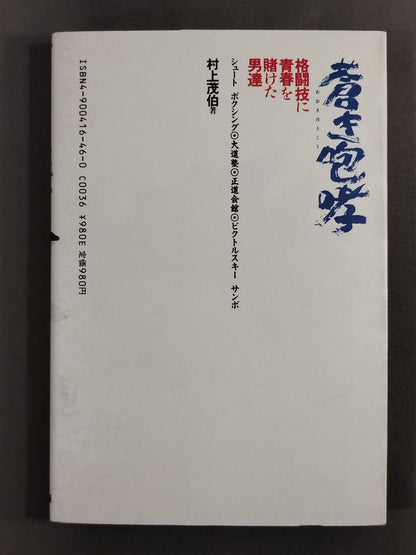 蒼き咆哮
あおきほうこう
格闘技に
青春を
賭けた
男達
シュート ボクシング◎大道塾◎正道会館◎ビクトルスキー サンボ
村上茂伯著
ISBN4-900416-46-0 C0036 ¥980E 定価980円